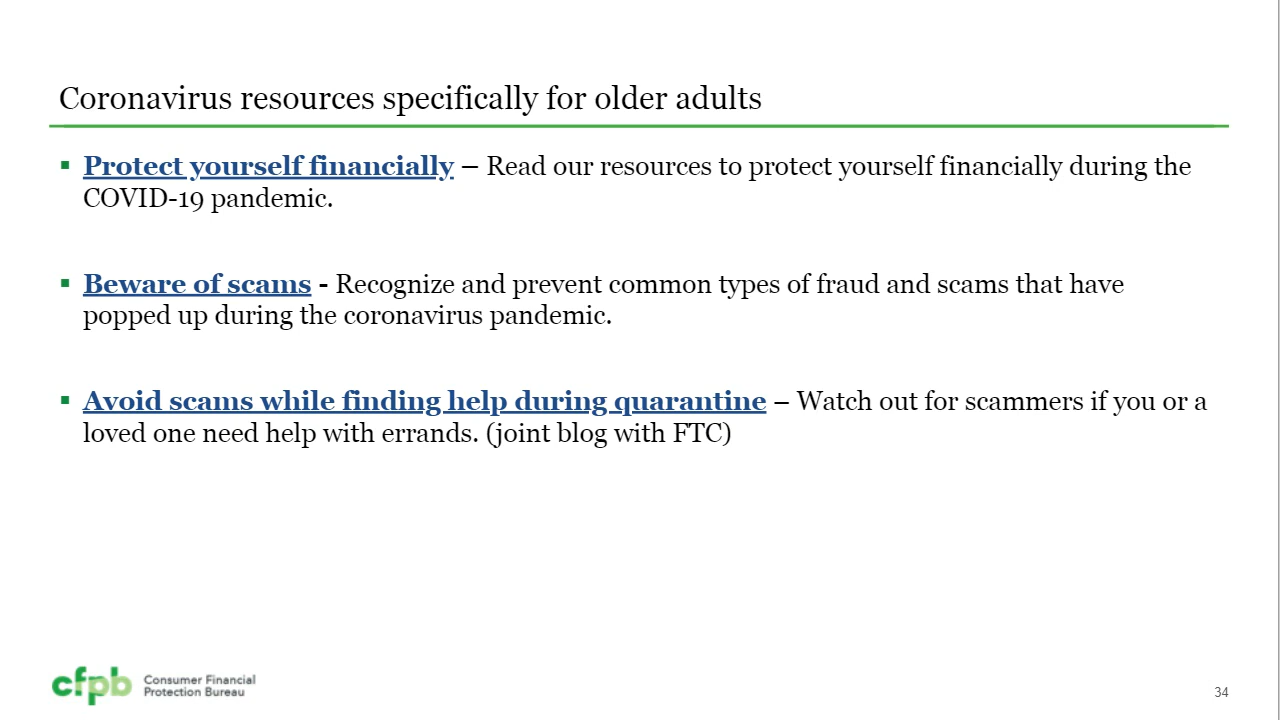 Coronavirus resources specifically for older adults
▪ Protect yourself financially – Read our resources to protect yourself financially during the
COVID-19 pandemic.
▪ Beware of scams - Recognize and prevent common types of fraud and scams that have
popped up during the coronavirus pandemic.
▪ Avoid scams while finding help during quarantine – Watch out for scammers if you or a
loved one need help with errands. (joint blog with FTC)
cfpb Consumer Financial
Protection Bureau
34